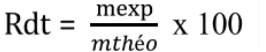 Rdt = mexp / mthéo x 100